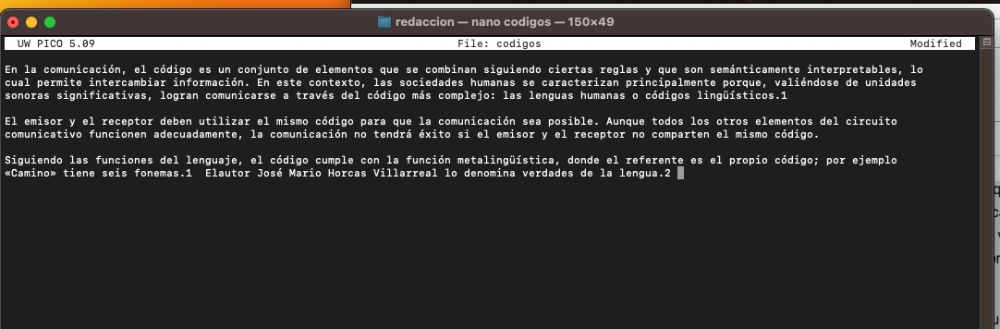 redaccion — nano codigos — 150×49
UW PICO 5.09 File: codigos Modified
En la comunicación, el código es un conjunto de elementos que se combinan siguiendo ciertas reglas y que son semánticamente interpretables, lo
cual permite intercambiar información. En este contexto, las sociedades humanas se caracterizan principalmente porque, valiéndose de unidades
sonoras significativas, logran comunicarse a través del código más complejo: las lenguas humanas o códigos lingüísticos.1
El emisor y el receptor deben utilizar el mismo código para que la comunicación sea posible. Aunque todos los otros elementos del circuito
comunicativo funcionen adecuadamente, la comunicación no tendrá éxito si el emisor y el receptor no comparten el mismo código.
Siguiendo las funciones del lenguaje, el código cumple con la función metalingüística, donde el referente es el propio código; por ejemplo
«Camino» tiene seis fonemas.1  Elautor José Mario Horcas Villarreal lo denomina verdades de la lengua.2